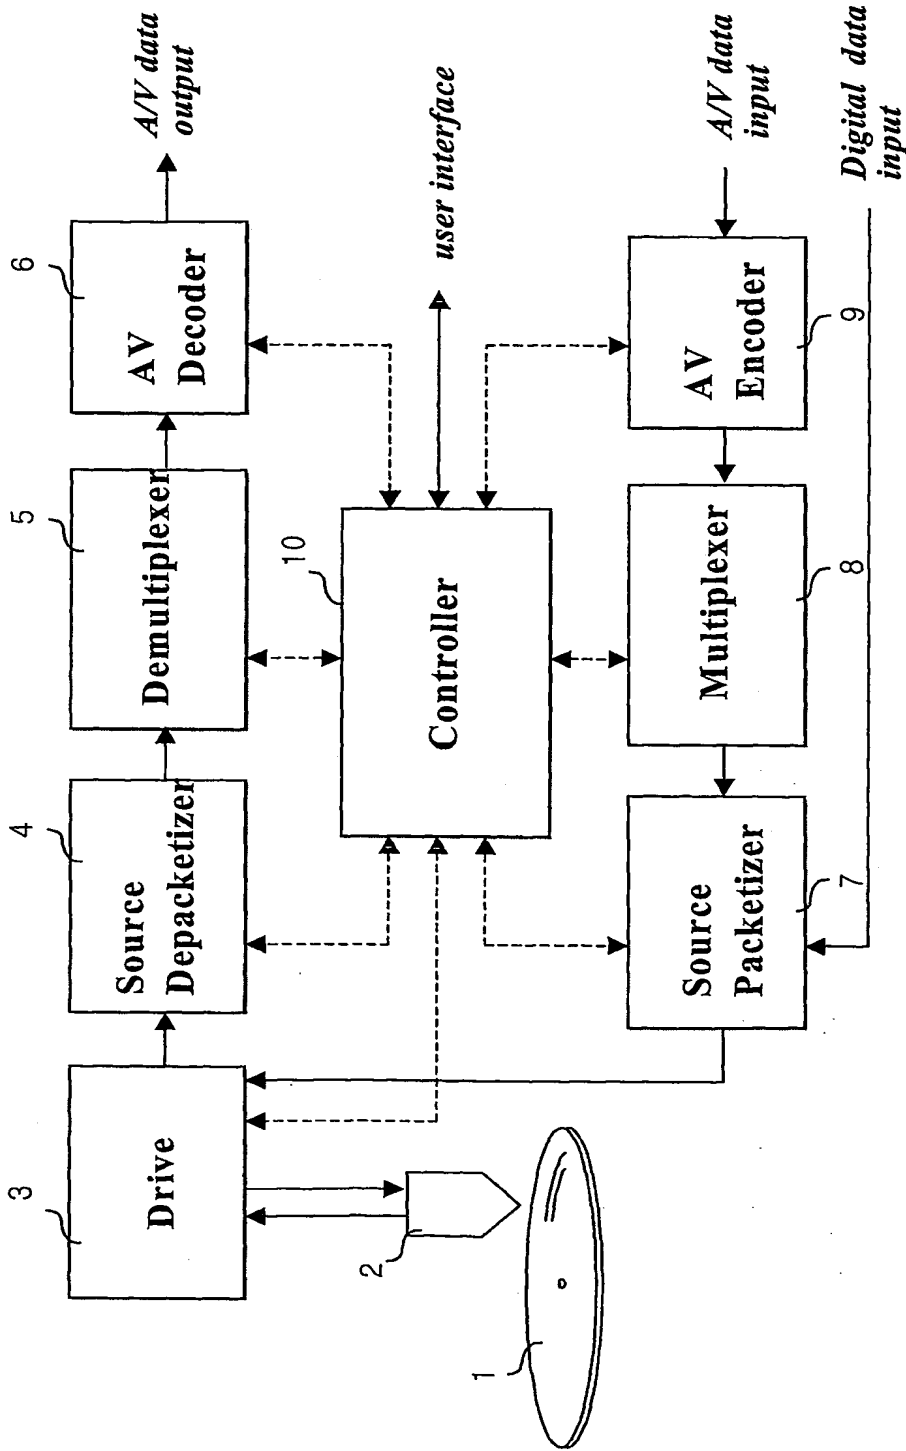 3
4
5
6
Drive
Source
Depacketizer
Demultiplexer
AV
Decoder
A/V data
output
2
10
Controller
user interface
1
Source
Packetizer
Multiplexer
AV
Encoder
A/V data
input
7
8
9
Digital data
input